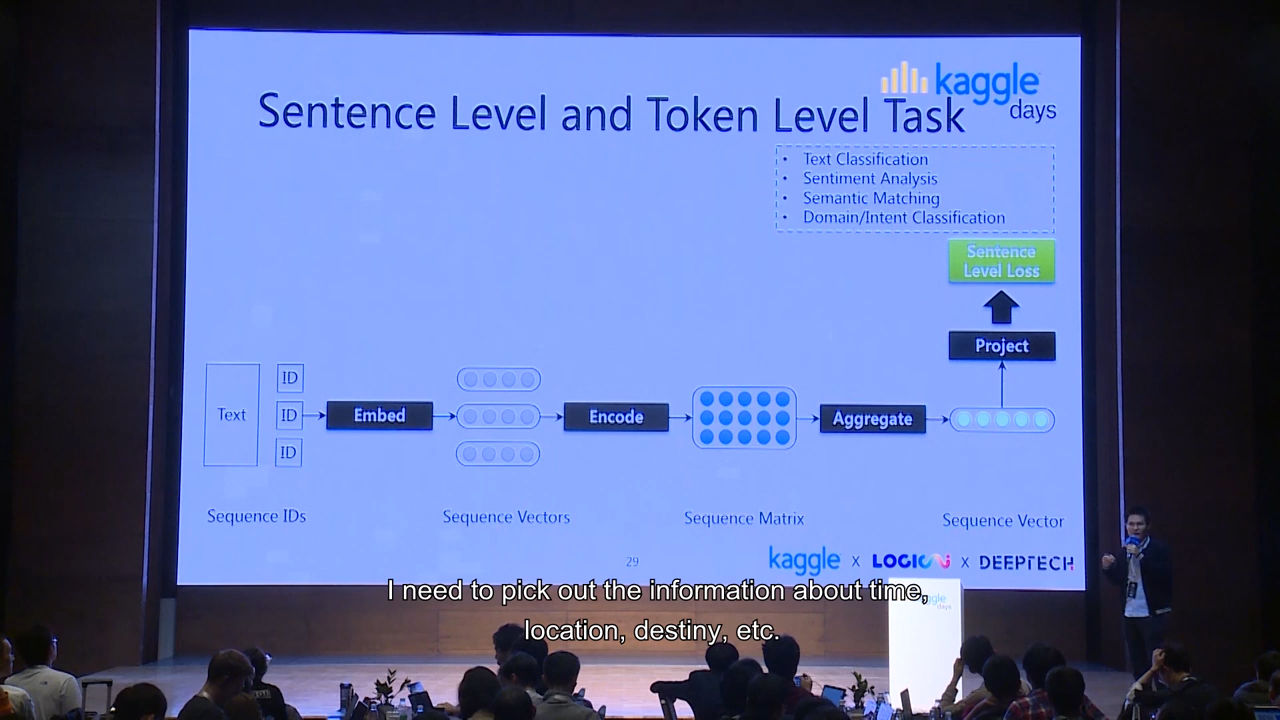 kaggle
days
Sentence Level and Token Level Task
• Text Classification
• Sentiment Analysis
• Semantic Matching
• Domain/Intent Classification
Sentence
Level Loss
Project
Text
ID
ID
ID
Embed
Encode
Aggregate
Sequence IDs
Sequence Vectors
Sequence Matrix
Sequence Vector
29
kaggle x LOGIC x DEEPTECH
days
I need to pick out the information about time,
location, destiny, etc.